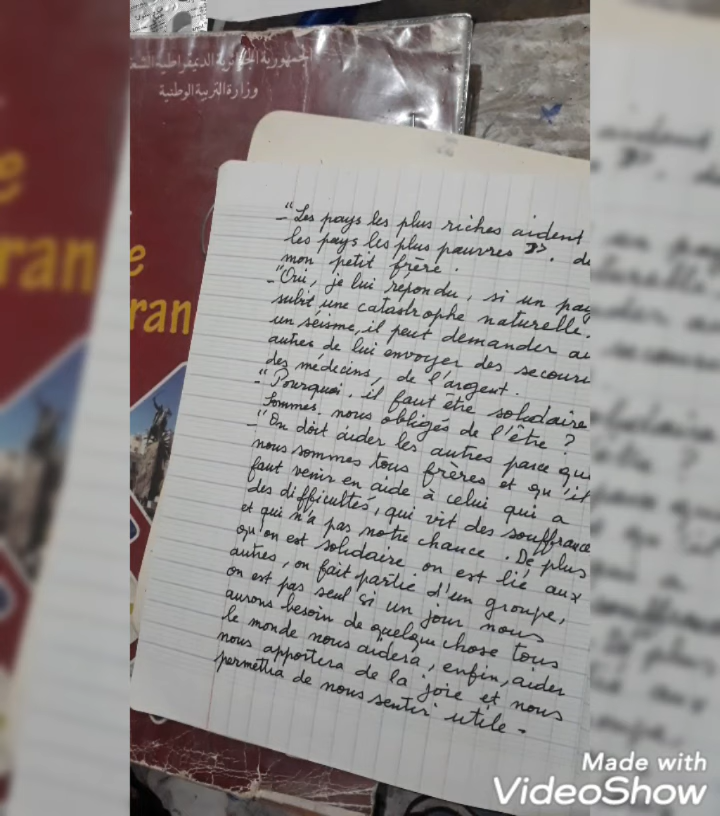 الجمهورية الجزائرية الديمقراطية الشع
وزارة التربية الوطنية
e
ran
- "Les pays les plus riches aident
les pays les plus pauvres ?". de
mon petit frère.
- "Oui, je lui répondu, si un pay
subit une catastrophe naturelle.
un séisme, il peut demander au
autres de lui envoyer des secours
des médecins, de l'argent.
- "Pourquoi, il faut être solidaire
Sommes, nous obligés de l'être ?
- "On doit aider les autres parce que
nous sommes tous frères et qu'il
faut venir en aide à celui qui a
des difficultés, qui vit des souffrance
et qui n'a pas notre chance. De plus
qu'on est solidaire on est lié aux
autres, on fait partie d'un groupe,
on est pas seul si un jour nous
aurons besoin de quelque chose tous
le monde nous aidera, enfin, aider
nous apportera de la joie et nous
permettra de nous sentir utile -
Made with
VideoShow